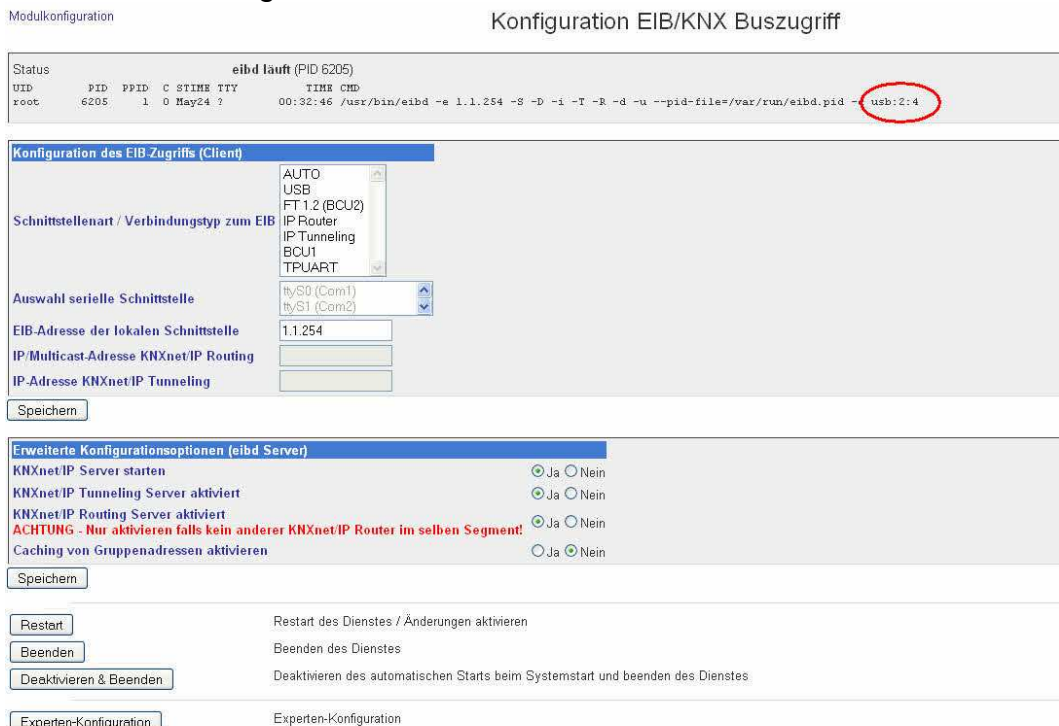 Modulkonfiguration
Konfiguration EIB/KNX Buszugriff
Status eibd läuft (PID 6205)
UID PID PPID C STIME TTY TIME CMD
root 6205 1 0 May24 ? 00:32:46 /usr/bin/eibd -e 1.1.254 -S -D -i -T -R -d -u --pid-file=/var/run/eibd.pid - usb:2:4
Konfiguration des EIB-Zugriffs (Client)
Schnittstellenart / Verbindungstyp zum EIB
AUTO
USB
FT 1.2 (BCU2)
IP Router
IP Tunneling
BCU1
TPUART
Auswahl serielle Schnittstelle
ttyS0 (Com1)
ttyS1 (Com2)
EIB-Adresse der lokalen Schnittstelle 1.1.254
IP/Multicast-Adresse KNXnet/IP Routing
IP-Adresse KNXnet/IP Tunneling
Speichern
Erweiterte Konfigurationsoptionen (eibd Server)
KNXnet/IP Server starten Ja Nein
KNXnet/IP Tunneling Server aktiviert Ja Nein
KNXnet/IP Routing Server aktiviert
ACHTUNG - Nur aktivieren falls kein anderer KNXnet/IP Router im selben Segment! Ja Nein
Caching von Gruppenadressen aktivieren Ja Nein
Speichern
Restart Restart des Dienstes / Änderungen aktivieren
Beenden Beenden des Dienstes
Deaktivieren & Beenden Deaktivieren des automatischen Starts beim Systemstart und beenden des Dienstes
Experten-Konfiguration Experten-Konfiguration